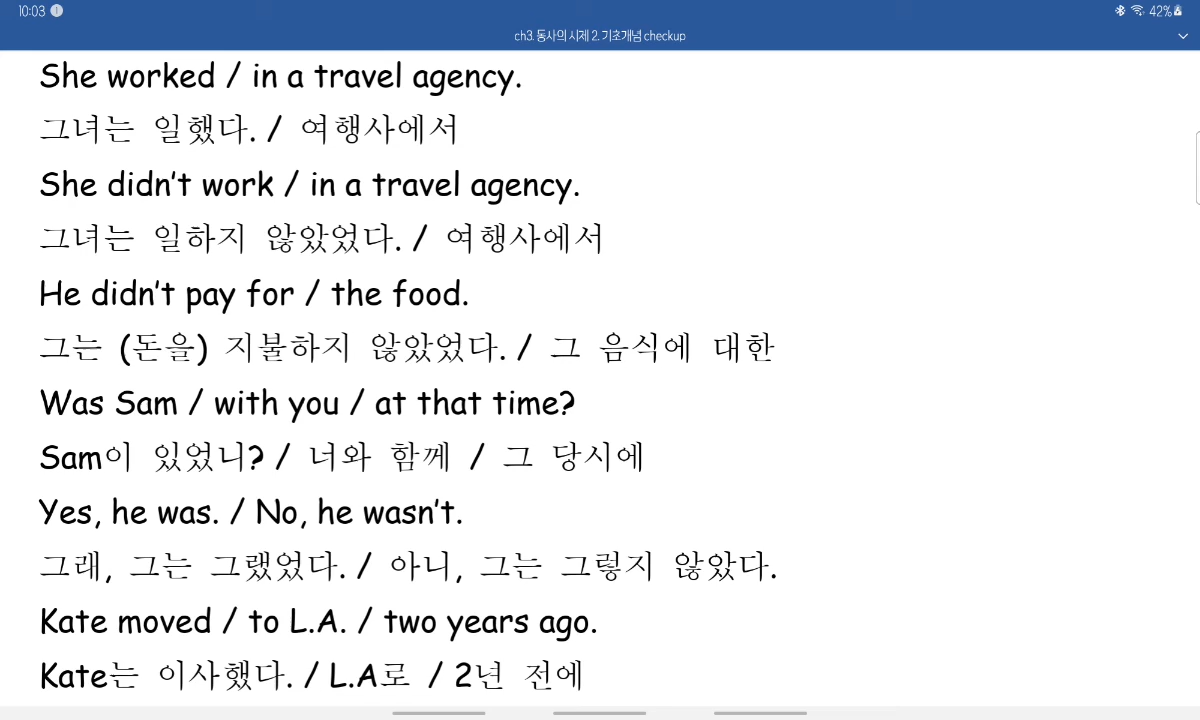 10:03
42%
ch3. 동사의 시제 2. 기초개념 checkup
She worked / in a travel agency.
그녀는 일했다. / 여행사에서
She didn't work / in a travel agency.
그녀는 일하지 않았었다. / 여행사에서
He didn't pay for / the food.
그는 (돈을) 지불하지 않았었다. / 그 음식에 대한
Was Sam / with you / at that time?
Sam이 있었니? / 너와 함께 / 그 당시에
Yes, he was. / No, he wasn't.
그래, 그는 그랬었다. / 아니, 그는 그렇지 않았다.
Kate moved / to L.A. / two years ago.
Kate는 이사했다. / L.A로 / 2년 전에